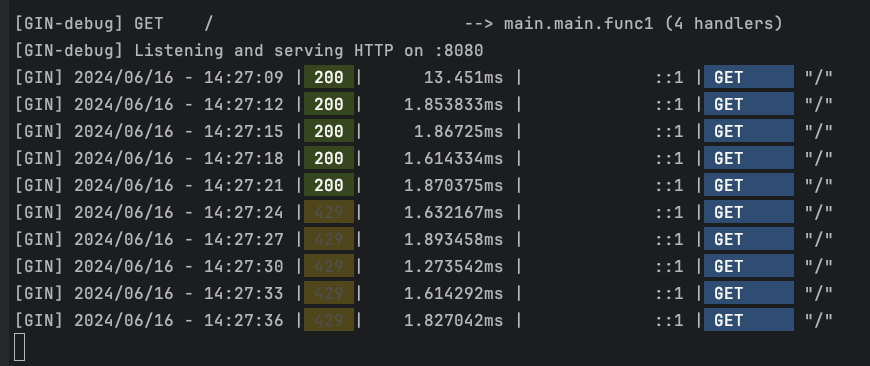 [GIN-debug] GET    /                         --> main.main.func1 (4 handlers)
[GIN-debug] Listening and serving HTTP on :8080
[GIN] 2024/06/16 - 14:27:09 | 200 |      13.451ms |             ::1 | GET      "/"
[GIN] 2024/06/16 - 14:27:12 | 200 |    1.853833ms |             ::1 | GET      "/"
[GIN] 2024/06/16 - 14:27:15 | 200 |     1.86725ms |             ::1 | GET      "/"
[GIN] 2024/06/16 - 14:27:18 | 200 |    1.614334ms |             ::1 | GET      "/"
[GIN] 2024/06/16 - 14:27:21 | 200 |    1.870375ms |             ::1 | GET      "/"
[GIN] 2024/06/16 - 14:27:24 | 429 |    1.632167ms |             ::1 | GET      "/"
[GIN] 2024/06/16 - 14:27:27 | 429 |    1.893458ms |             ::1 | GET      "/"
[GIN] 2024/06/16 - 14:27:30 | 429 |    1.273542ms |             ::1 | GET      "/"
[GIN] 2024/06/16 - 14:27:33 | 429 |    1.614292ms |             ::1 | GET      "/"
[GIN] 2024/06/16 - 14:27:36 | 429 |    1.827042ms |             ::1 | GET      "/"